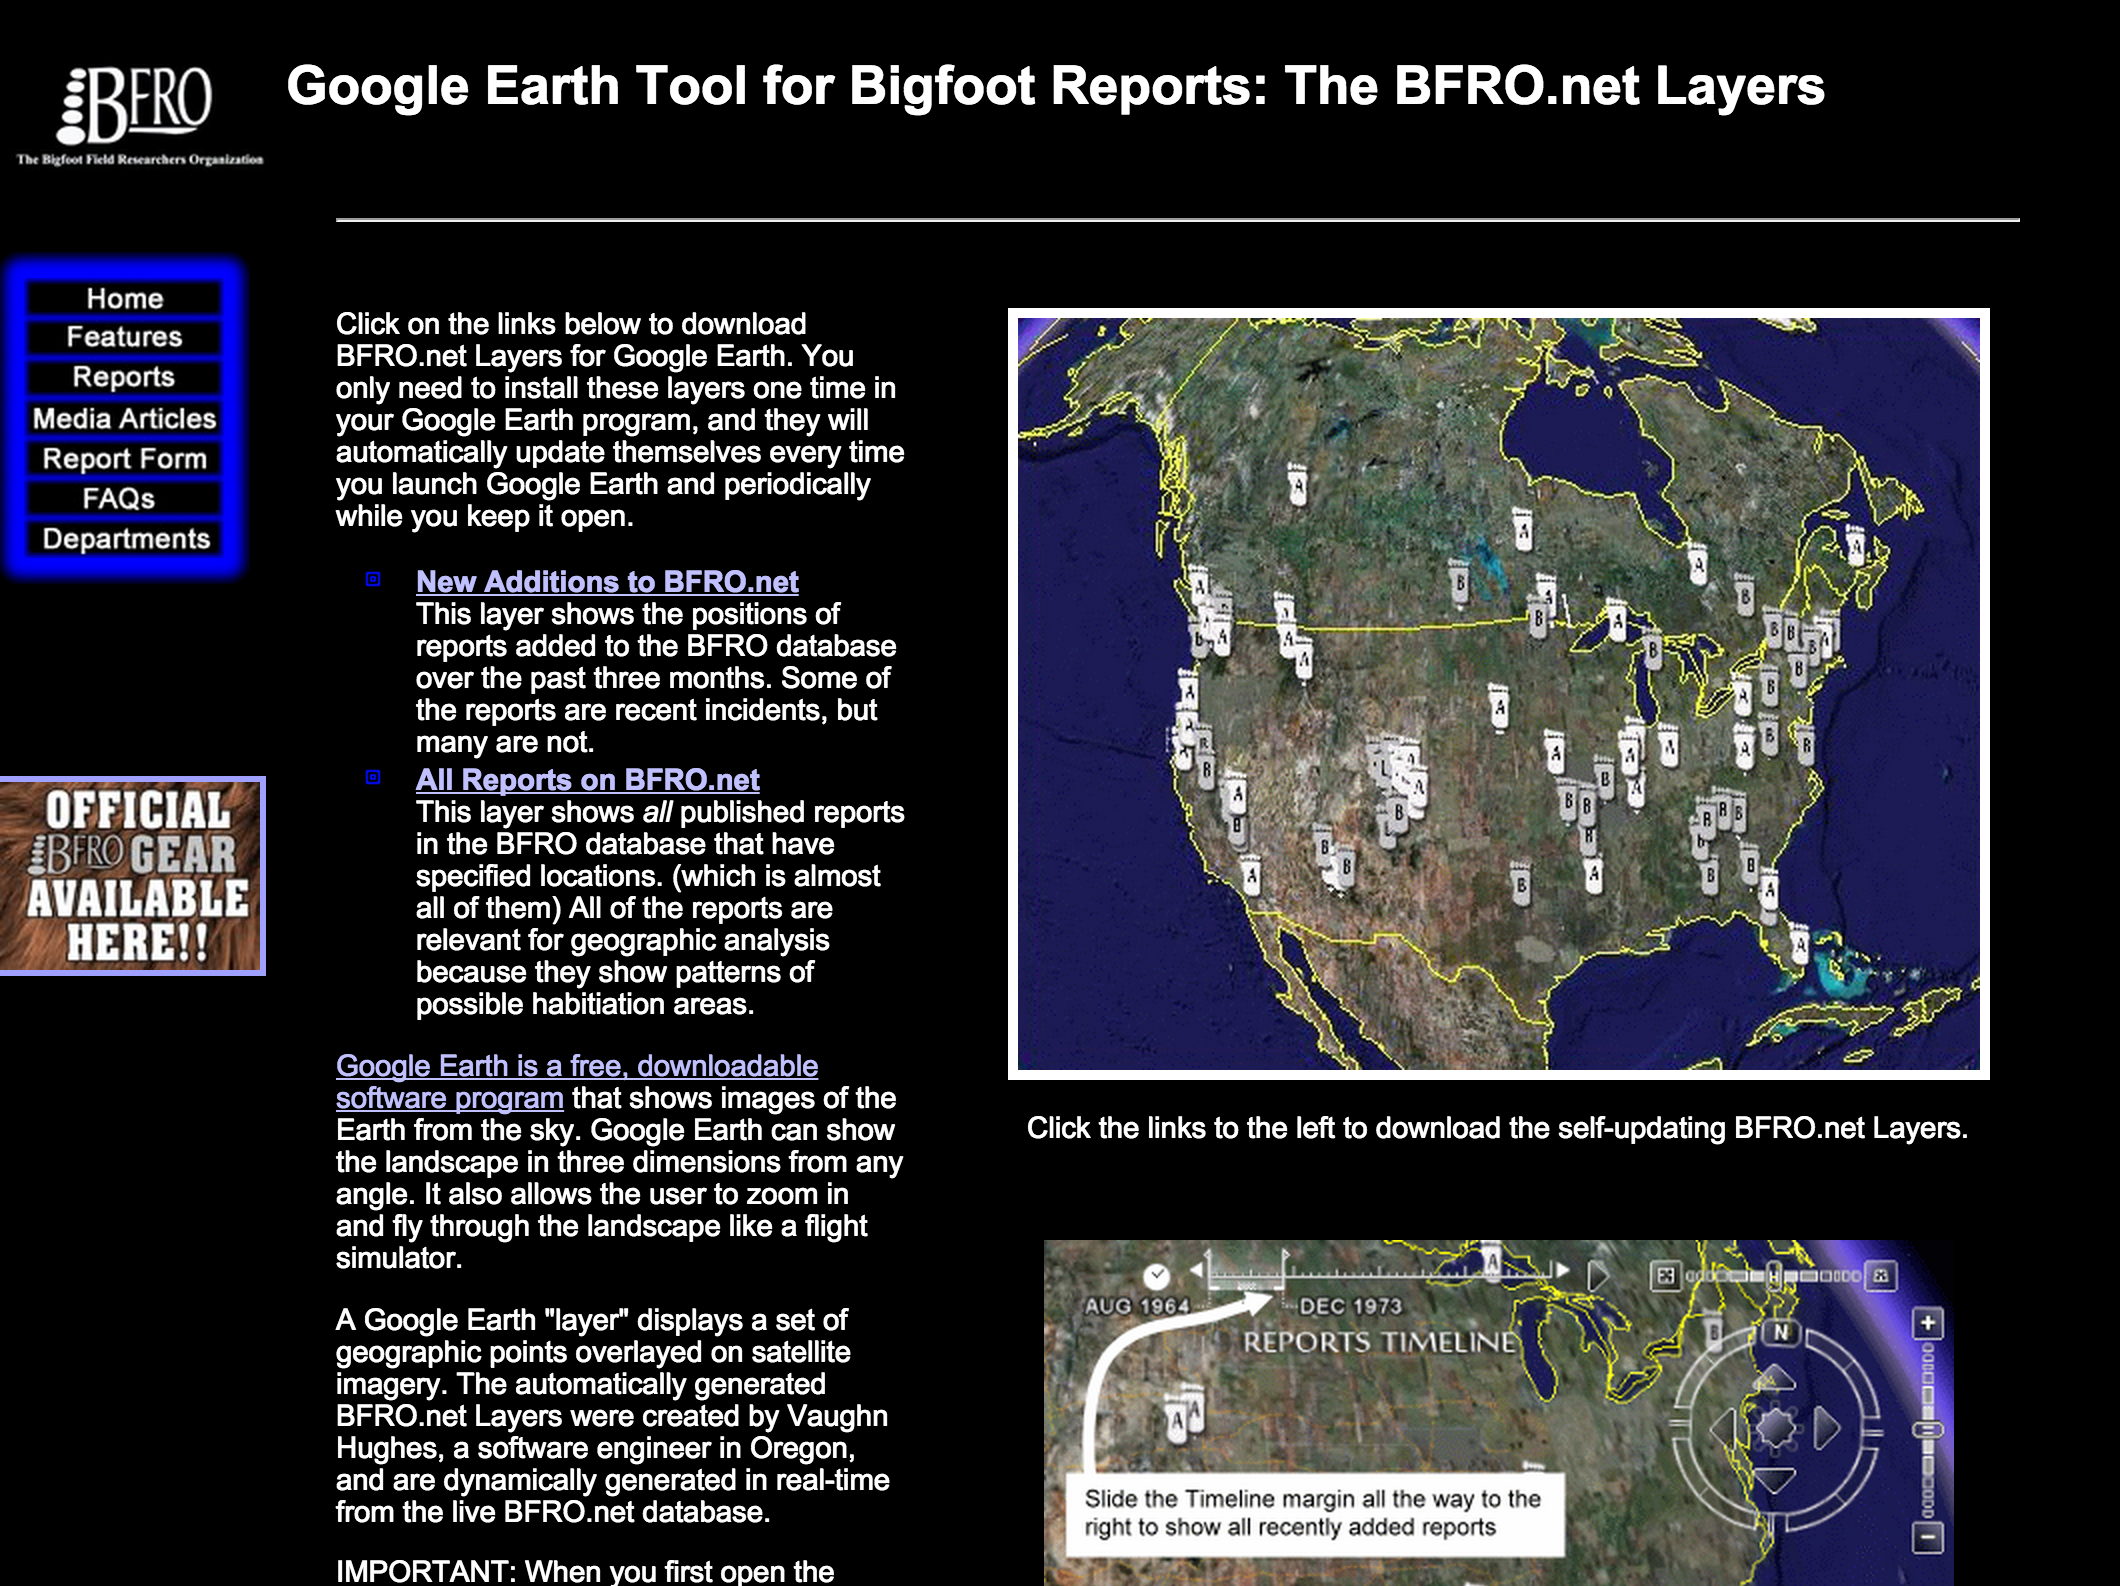 BFRO
The Bigfoot Field Researchers Organization
Google Earth Tool for Bigfoot Reports: The BFRO.net Layers
Home
Features
Reports
Media Articles
Report Form
FAQs
Departments
OFFICIAL
BFRO GEAR
AVAILABLE
HERE!!
Click on the links below to download
BFRO.net Layers for Google Earth. You
only need to install these layers one time in
your Google Earth program, and they will
automatically update themselves every time
you launch Google Earth and periodically
while you keep it open.
New Additions to BFRO.net
This layer shows the positions of
reports added to the BFRO database
over the past three months. Some of
the reports are recent incidents, but
many are not.
All Reports on BFRO.net
This layer shows all published reports
in the BFRO database that have
specified locations. (which is almost
all of them) All of the reports are
relevant for geographic analysis
because they show patterns of
possible habitiation areas.
Google Earth is a free, downloadable
software program that shows images of the
Earth from the sky. Google Earth can show
the landscape in three dimensions from any
angle. It also allows the user to zoom in
and fly through the landscape like a flight
simulator.
A Google Earth "layer" displays a set of
geographic points overlayed on satellite
imagery. The automatically generated
BFRO.net Layers were created by Vaughn
Hughes, a software engineer in Oregon,
and are dynamically generated in real-time
from the live BFRO.net database.
IMPORTANT: When you first open the
Click the links to the left to download the self-updating BFRO.net Layers.
AUG 1964
DEC 1973
REPORTS TIMELINE
N
Slide the Timeline margin all the way to the
right to show all recently added reports